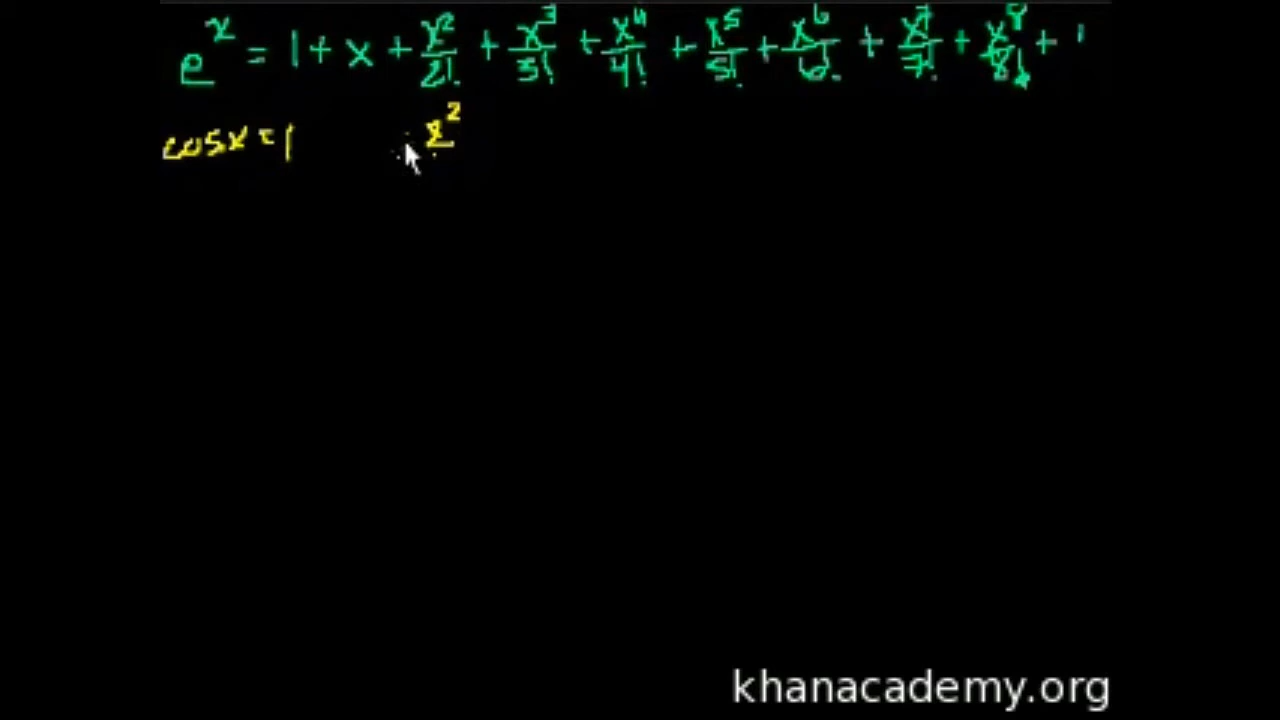 e^x = 1 + x + x^2/2! + x^3/3! + x^4/4! + x^5/5! + x^6/6! + x^7/7! + x^8/8! +
cosx = 1 x^2
khanacademy.org